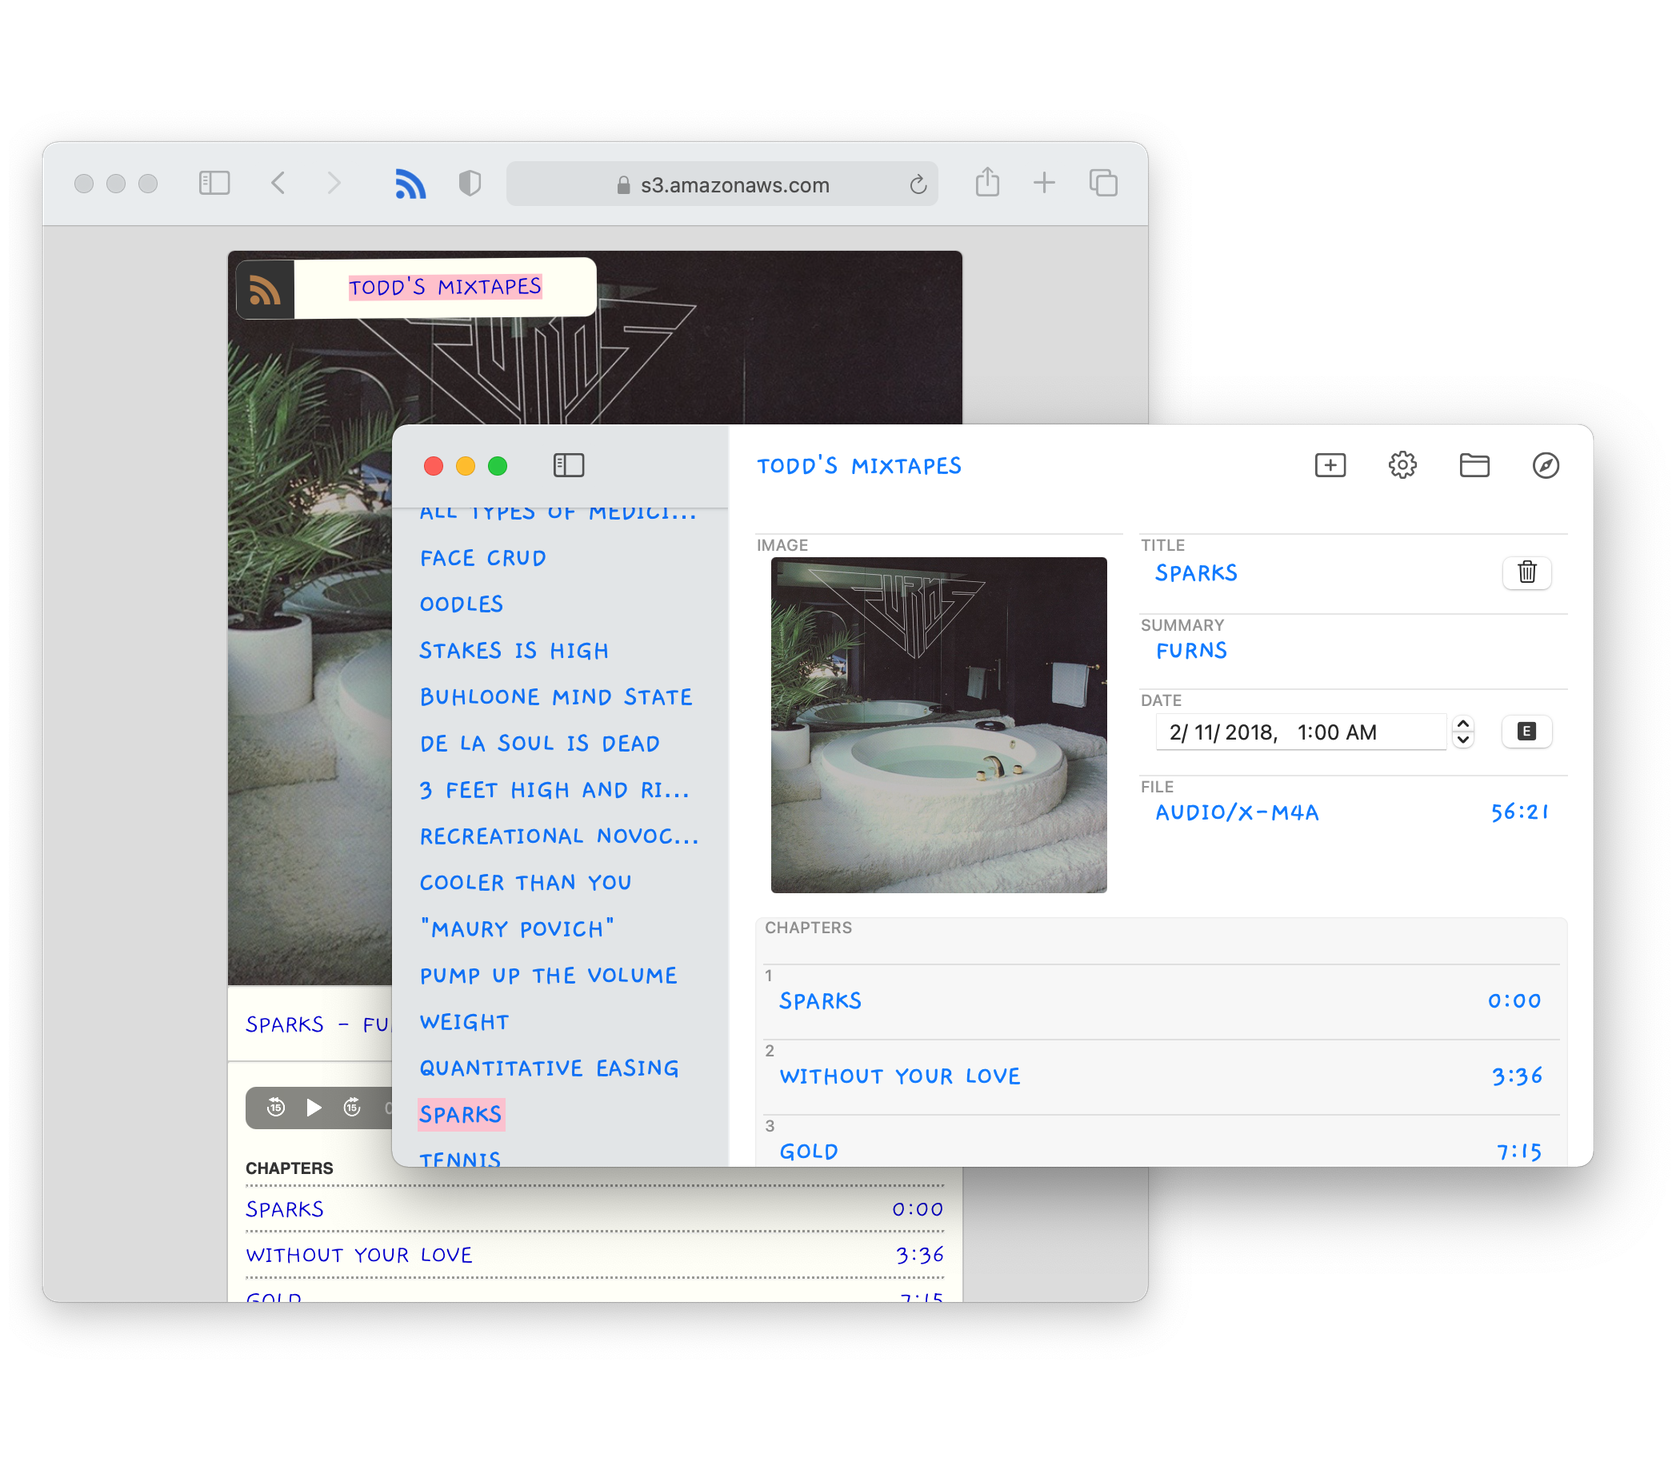 s3.amazonaws.com
TODD'S MIXTAPES
FURNS
SPARKS - FU
15
15
0
CHAPTERS
SPARKS 0:00
WITHOUT YOUR LOVE 3:36
GOLD 7:15
TODD'S MIXTAPES
ALL TYPES OF MEDICI...
FACE CRUD
OODLES
STAKES IS HIGH
BUHLOONE MIND STATE
DE LA SOUL IS DEAD
3 FEET HIGH AND RI...
RECREATIONAL NOVOC...
COOLER THAN YOU
"MAURY POVICH"
PUMP UP THE VOLUME
WEIGHT
QUANTITATIVE EASING
SPARKS
TENNIS
IMAGE
FURNS
TITLE
SPARKS
SUMMARY
FURNS
DATE
2/ 11/ 2018, 1:00 AM
E
FILE
AUDIO/X-M4A 56:21
CHAPTERS
1
SPARKS 0:00
2
WITHOUT YOUR LOVE 3:36
3
GOLD 7:15